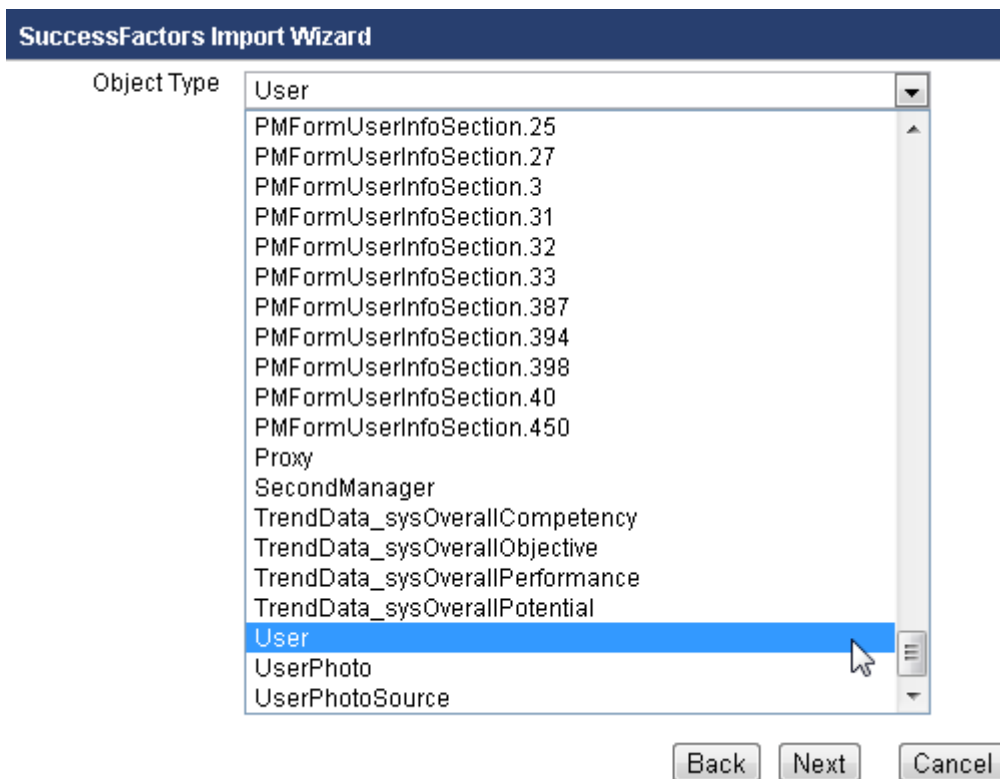 SuccessFactors Import Wizard
Object Type User
PMFormUserInfoSection.25
PMFormUserInfoSection.27
PMFormUserInfoSection.3
PMFormUserInfoSection.31
PMFormUserInfoSection.32
PMFormUserInfoSection.33
PMFormUserInfoSection.387
PMFormUserInfoSection.394
PMFormUserInfoSection.398
PMFormUserInfoSection.40
PMFormUserInfoSection.450
Proxy
SecondManager
TrendData_sysOverallCompetency
TrendData_sysOverallObjective
TrendData_sysOverallPerformance
TrendData_sysOverallPotential
User
UserPhoto
UserPhotoSource
Back Next Cancel